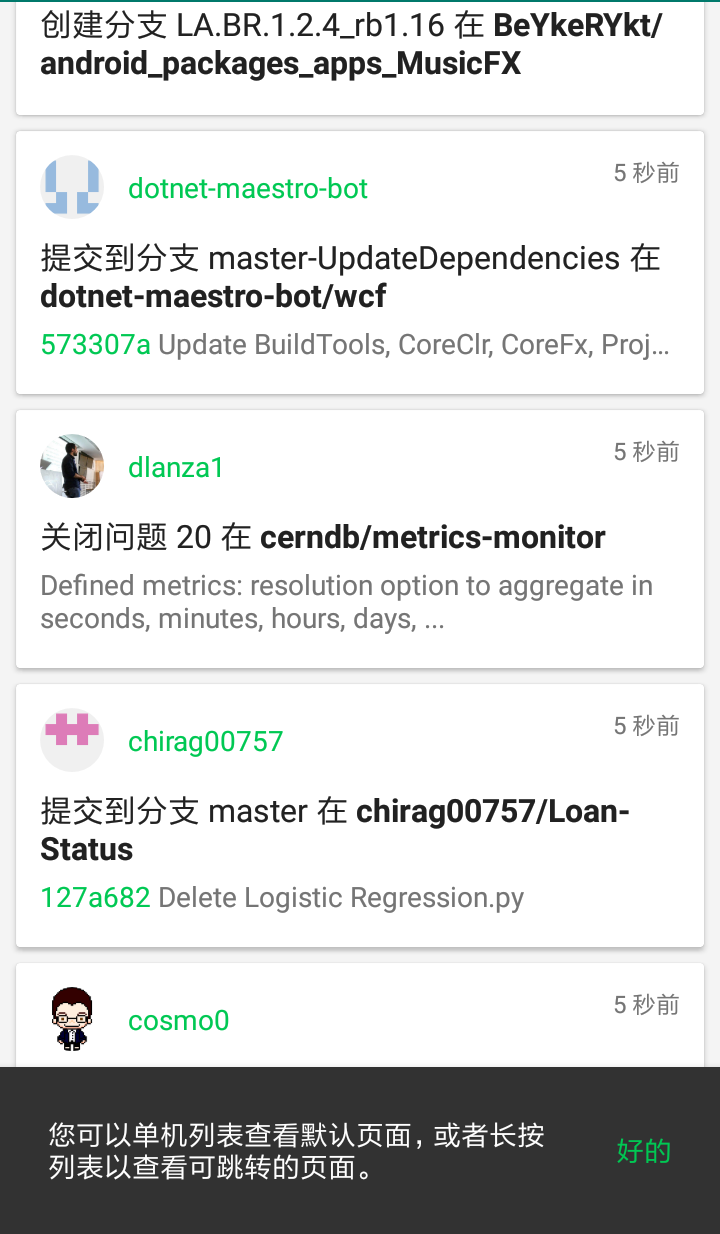 创建分支 LA.BR.1.2.4_rb1.16 在 BeYkeRYkt/
android_packages_apps_MusicFX
dotnet-maestro-bot
5 秒前
提交到分支 master-UpdateDependencies 在
dotnet-maestro-bot/wcf
573307a Update BuildTools, CoreClr, CoreFx, Proj...
dlanza1
5 秒前
关闭问题 20 在 cerndb/metrics-monitor
Defined metrics: resolution option to aggregate in
seconds, minutes, hours, days, ...
chirag00757
5 秒前
提交到分支 master 在 chirag00757/Loan-
Status
127a682 Delete Logistic Regression.py
cosmo0
5 秒前
您可以单机列表查看默认页面，或者长按
列表以查看可跳转的页面。
好的